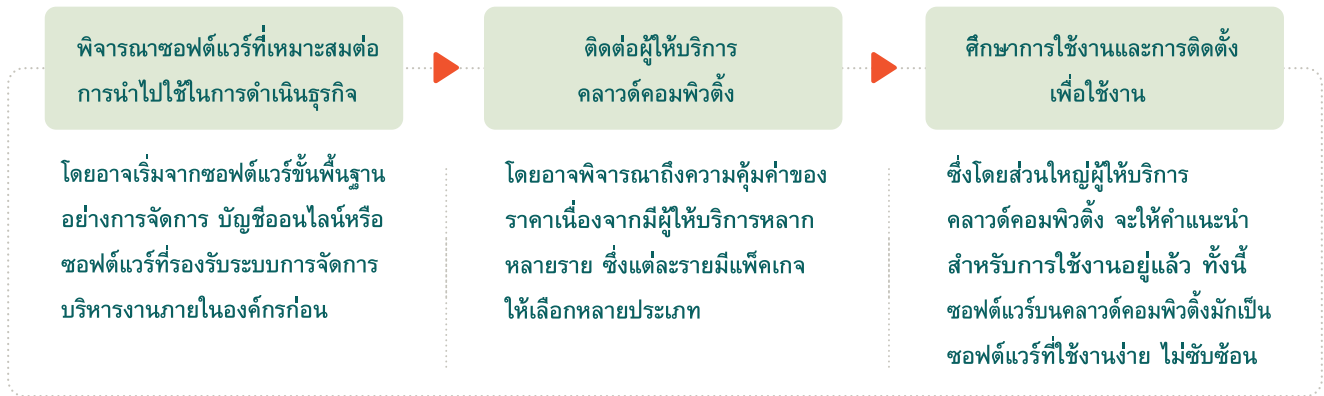 พิจารณาซอฟต์แวร์ที่เหมาะสมต่อ
การนำไปใช้ในการดำเนินธุรกิจ
โดยอาจเริ่มจากซอฟต์แวร์ขั้นพื้นฐาน
อย่างการจัดการ บัญชีออนไลน์หรือ
ซอฟต์แวร์ที่รองรับระบบการจัดการ
บริหารงานภายในองค์กรก่อน
ติดต่อผู้ให้บริการ
คลาวด์คอมพิวติ้ง
โดยอาจพิจารณาถึงความคุ้มค่าของ
ราคาเนื่องจากมีผู้ให้บริการหลาก
หลายราย ซึ่งแต่ละรายมีแพ็คเกจ
ให้เลือกหลายประเภท
ศึกษาการใช้งานและการติดตั้ง
เพื่อใช้งาน
ซึ่งโดยส่วนใหญ่ผู้ให้บริการ
คลาวด์คอมพิวติ้ง จะให้คำแนะนำ
สำหรับการใช้งานอยู่แล้ว ทั้งนี้
ซอฟต์แวร์บนคลาวด์คอมพิวติ้งมักเป็น
ซอฟต์แวร์ที่ใช้งานง่าย ไม่ซับซ้อน